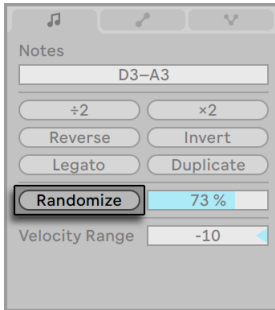 Notes
D3–A3
÷2 ×2
Reverse Invert
Legato Duplicate
Randomize 73 %
Velocity Range -10